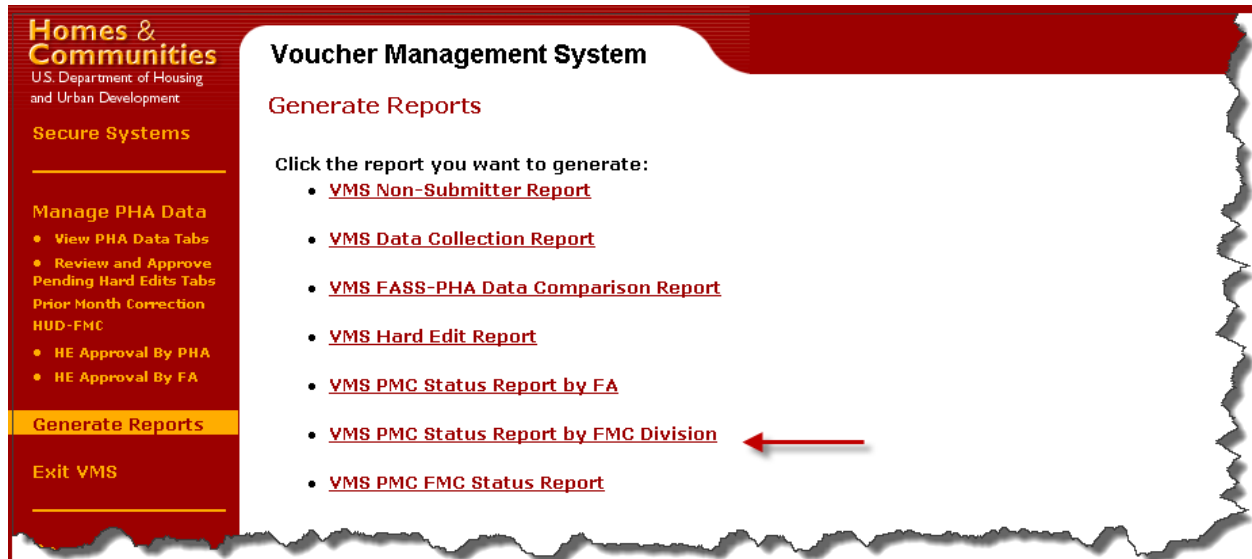 Homes &
Communities
U.S. Department of Housing
and Urban Development
Secure Systems
Manage PHA Data
• View PHA Data Tabs
• Review and Approve
Pending Hard Edits Tabs
Prior Month Correction
HUD-FMC
• HE Approval By PHA
• HE Approval By FA
Generate Reports
Exit VMS
Voucher Management System
Generate Reports
Click the report you want to generate:
• VMS Non-Submitter Report
• VMS Data Collection Report
• VMS FASS-PHA Data Comparison Report
• VMS Hard Edit Report
• VMS PMC Status Report by FA
• VMS PMC Status Report by FMC Division
• VMS PMC FMC Status Report